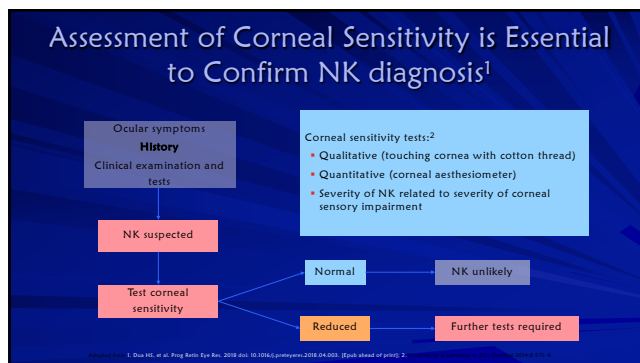 Assessment of Corneal Sensitivity is Essential
to Confirm NK diagnosis1
Ocular symptoms
History
Clinical examination and
tests
NK suspected
Test corneal
sensitivity
Corneal sensitivity tests:2
▪ Qualitative (touching cornea with cotton thread)
▪ Quantitative (corneal aesthesiometer)
▪ Severity of NK related to severity of corneal
sensory impairment
Normal
NK unlikely
Reduced
Further tests required
1. Dua HS, et al. Prog Retin Eye Res. 2018 doi: 10.1016/j.preteyeres.2018.04.003. [Epub ahead of print]; 2.